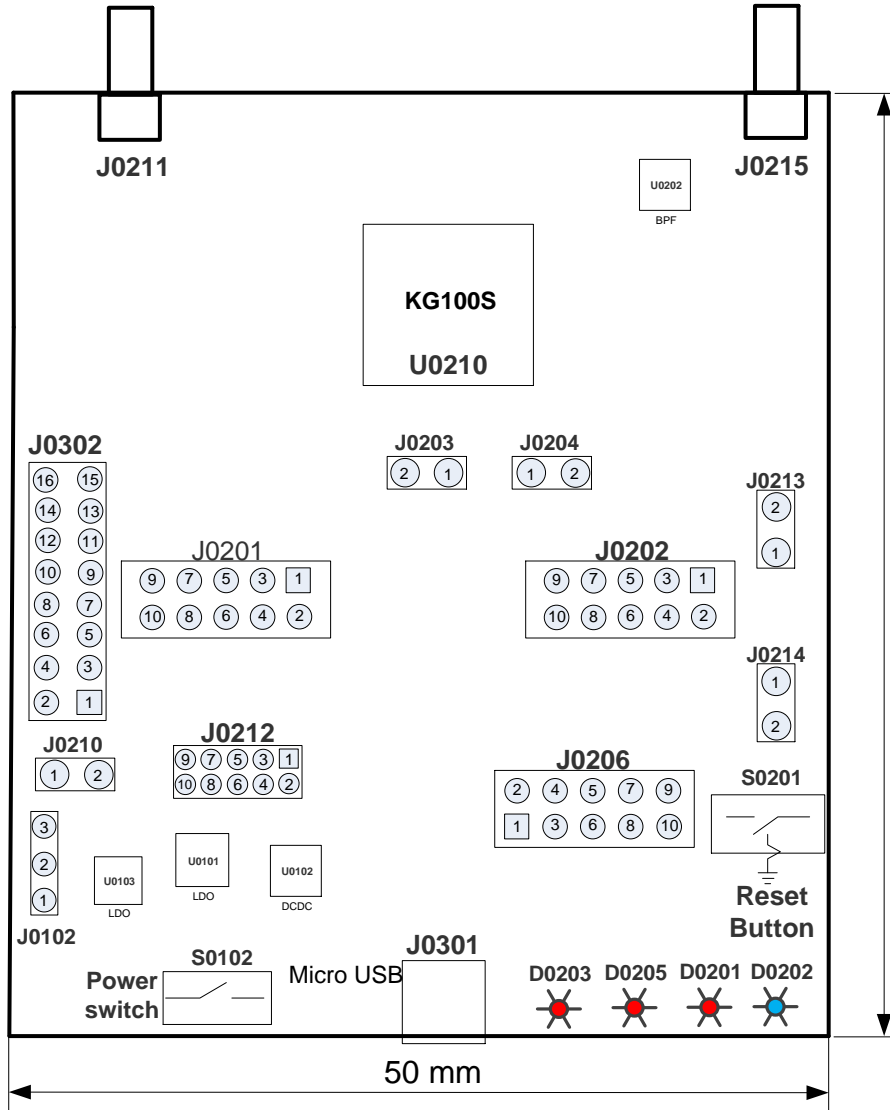 J0211
J0215
U0202
BPF
KG100S
U0210
J0302
J0203
J0204
2 1
1 2
J0213
2
1
16 15
14 13
12 11
10 9
8 7
6 5
4 3
2 1
J0201
9 7 5 3 1
10 8 6 4 2
J0202
9 7 5 3 1
10 8 6 4 2
J0214
1
2
J0210
1 2
J0212
9 7 5 3 1
10 8 6 4 2
J0206
2 4 5 7 9
1 3 6 8 10
S0201
Reset
Button
3
2
1
J0102
U0103
LDO
U0101
LDO
U0102
DCDC
S0102
Power
switch
Micro USB
J0301
D0203 D0205 D0201 D0202
50 mm